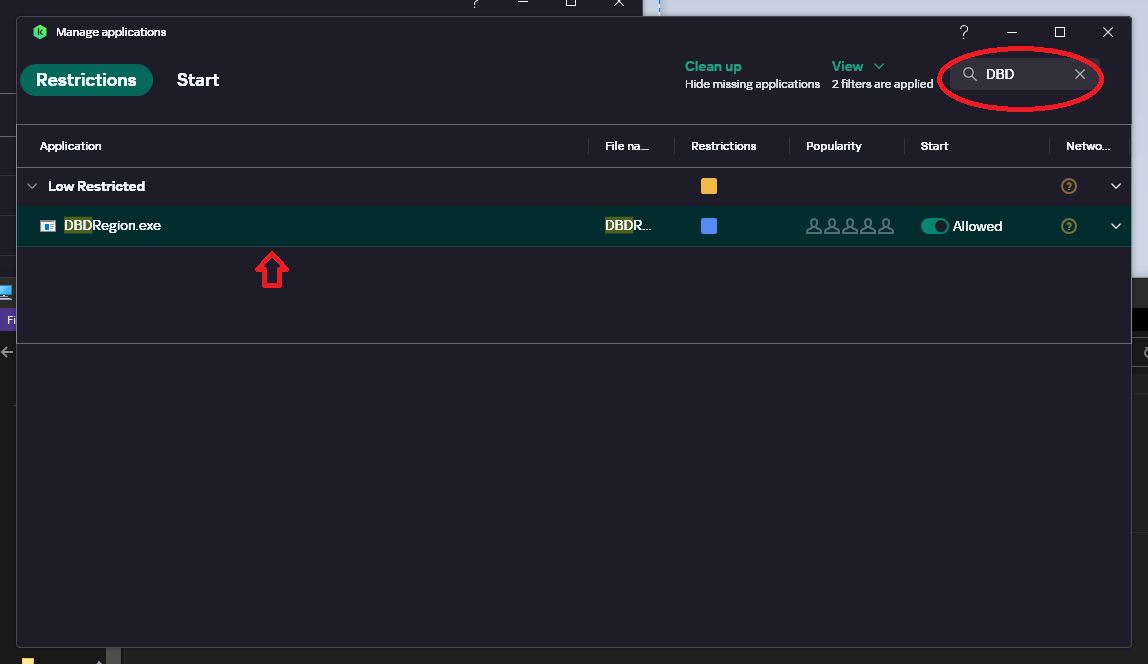 Manage applications
Restrictions
Start
Clean up
Hide missing applications
View
2 filters are applied
DBD
Application
File na...
Restrictions
Popularity
Start
Netwo...
Low Restricted
DBDRegion.exe
DBDR...
Allowed
Fi